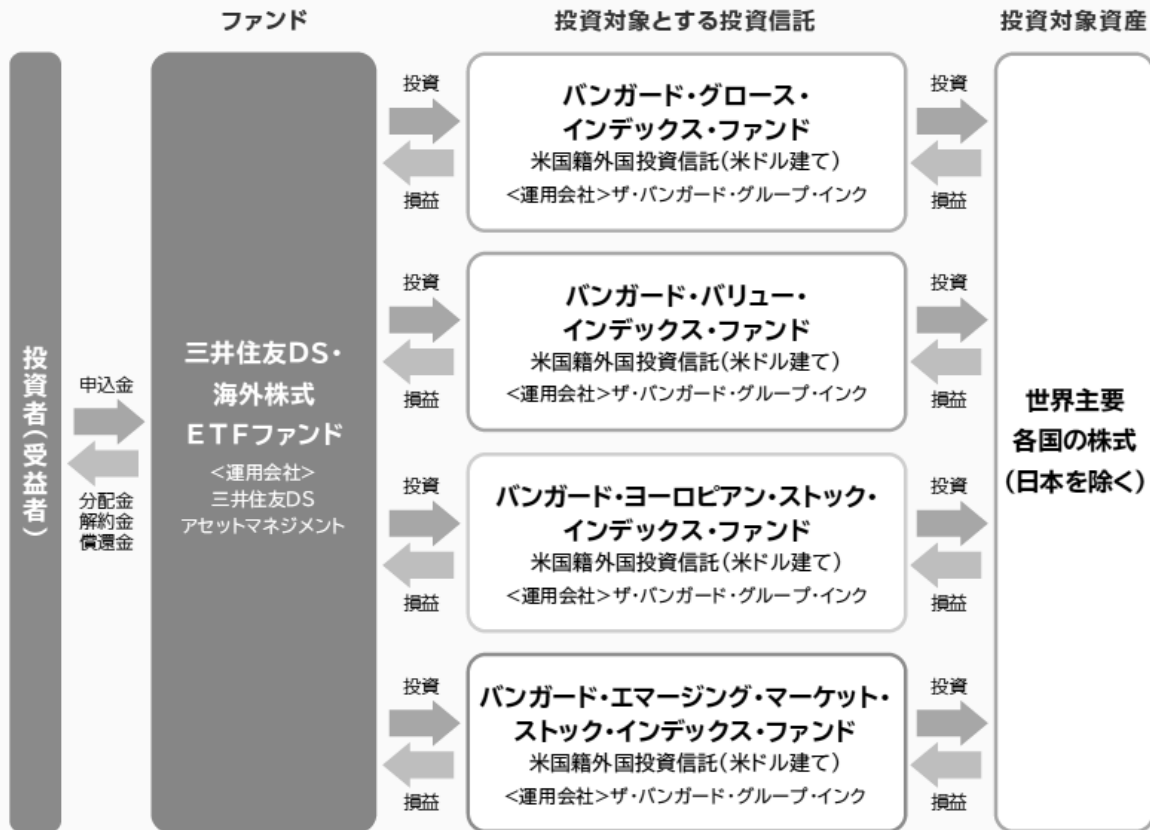 ファンド
投資対象とする投資信託
投資対象資産
投資者(受益者)
申込金
分配金
解約金
償還金
三井住友DS・
海外株式
ETFファンド
<運用会社>
三井住友DS
アセットマネジメント
投資
損益
バンガード・グロース・
インデックス・ファンド
米国籍外国投資信託(米ドル建て)
<運用会社>ザ・バンガード・グループ・インク
投資
損益
投資
損益
バンガード・バリュー・
インデックス・ファンド
米国籍外国投資信託(米ドル建て)
<運用会社>ザ・バンガード・グループ・インク
投資
損益
投資
損益
バンガード・ヨーロピアン・ストック・
インデックス・ファンド
米国籍外国投資信託(米ドル建て)
<運用会社>ザ・バンガード・グループ・インク
投資
損益
投資
損益
バンガード・エマージング・マーケット・
ストック・インデックス・ファンド
米国籍外国投資信託(米ドル建て)
<運用会社>ザ・バンガード・グループ・インク
投資
損益
世界主要
各国の株式
(日本を除く)